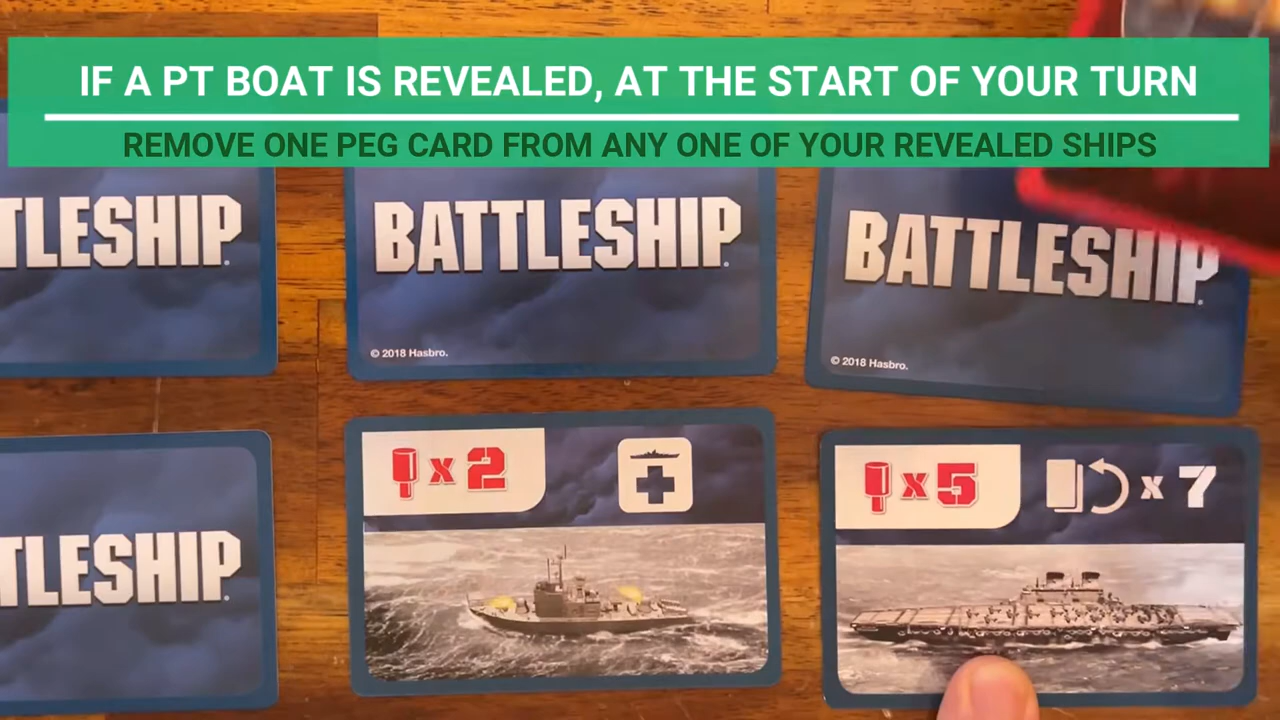 IF A PT BOAT IS REVEALED, AT THE START OF YOUR TURN
REMOVE ONE PEG CARD FROM ANY ONE OF YOUR REVEALED SHIPS
TLESHIP.
BATTLESHIP.
BATTLESHIP.
© 2018 Hasbro.
© 2018 Hasbro.
TLESHIP.
x 2
x 5
x 7